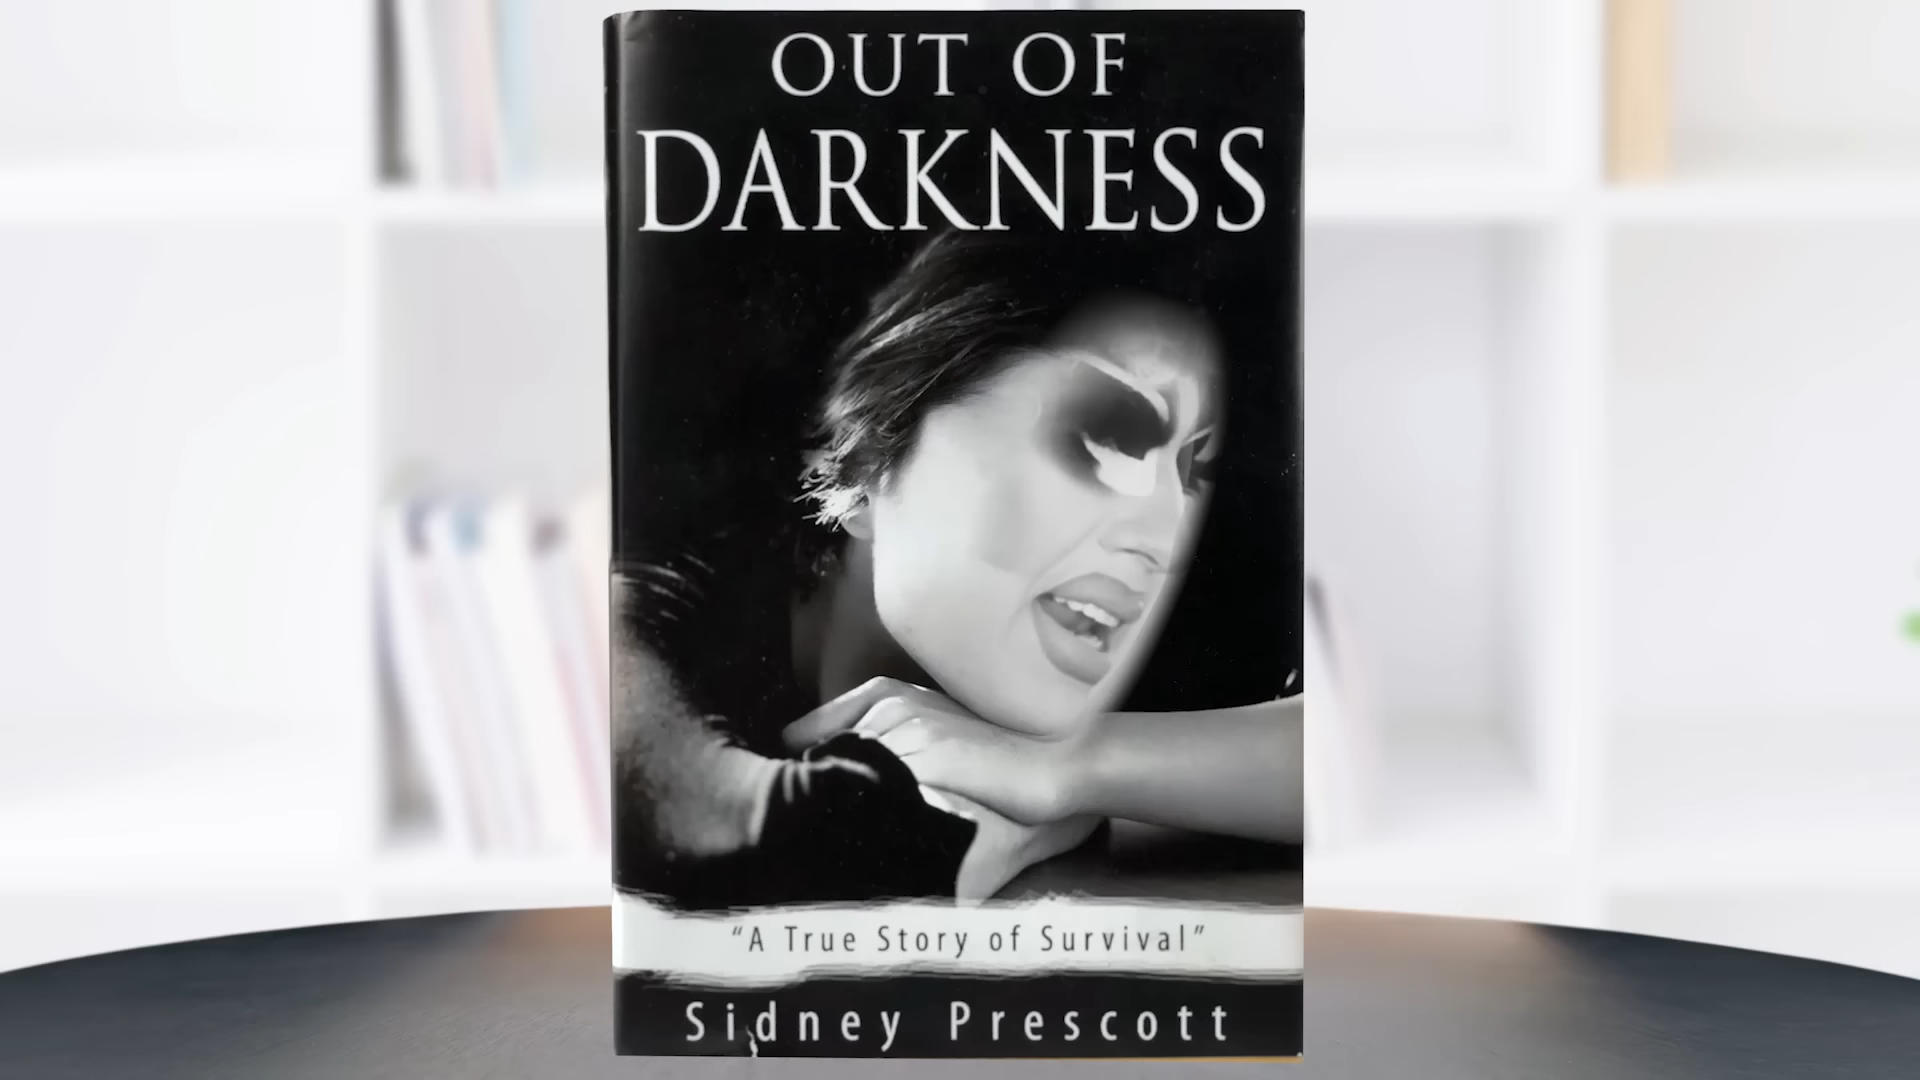 OUT OF
DARKNESS
“A True Story of Survival”
Sidney Prescott